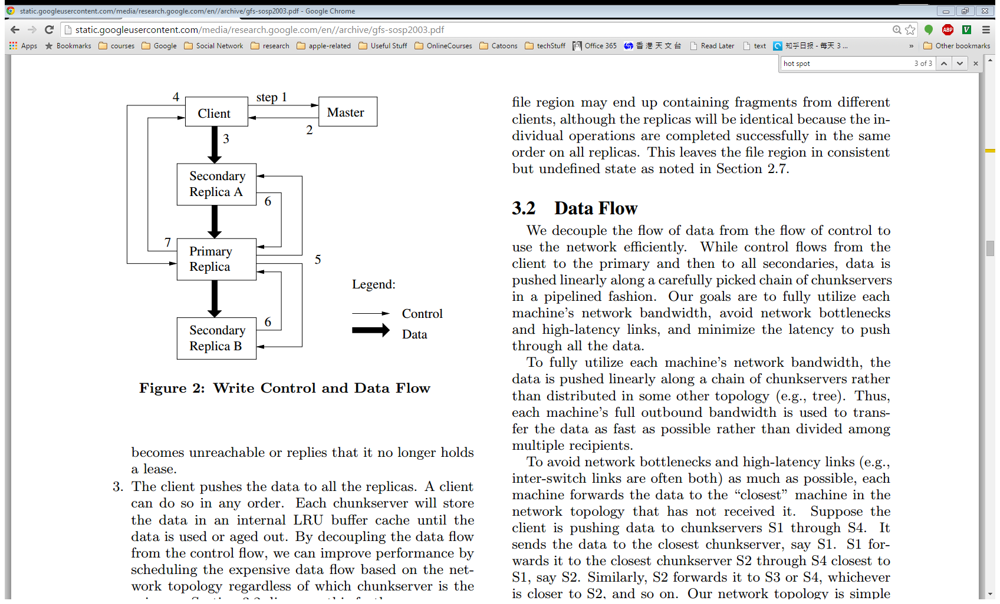 static.googleusercontent.com/media/research.google.com/en//archive/gfs-sosp2003.pdf - Google Chrome
static.googleusercontent.com/media/research.google.com/en//archive/gfs-sosp2003.pdf
ABP
V
Apps Bookmarks courses Google Social Network research apple-related Useful Stuff OnlineCourses Catoons techStuff Office 365 香港天文台 Read Later text 知乎日报 - 每天 3 ... » Other bookmarks
hot spot 3 of 3
4
Client
step 1
Master
2
3
Secondary
Replica A
6
7
Primary
Replica
5
Legend:
Control
Data
6
Secondary
Replica B
Figure 2: Write Control and Data Flow
becomes unreachable or replies that it no longer holds
a lease.
3. The client pushes the data to all the replicas. A client
can do so in any order. Each chunkserver will store
the data in an internal LRU buffer cache until the
data is used or aged out. By decoupling the data flow
from the control flow, we can improve performance by
scheduling the expensive data flow based on the net-
work topology regardless of which chunkserver is the
file region may end up containing fragments from different
clients, although the replicas will be identical because the in-
dividual operations are completed successfully in the same
order on all replicas. This leaves the file region in consistent
but undefined state as noted in Section 2.7.
3.2 Data Flow
We decouple the flow of data from the flow of control to
use the network efficiently. While control flows from the
client to the primary and then to all secondaries, data is
pushed linearly along a carefully picked chain of chunkservers
in a pipelined fashion. Our goals are to fully utilize each
machine's network bandwidth, avoid network bottlenecks
and high-latency links, and minimize the latency to push
through all the data.
To fully utilize each machine's network bandwidth, the
data is pushed linearly along a chain of chunkservers rather
than distributed in some other topology (e.g., tree). Thus,
each machine's full outbound bandwidth is used to trans-
fer the data as fast as possible rather than divided among
multiple recipients.
To avoid network bottlenecks and high-latency links (e.g.,
inter-switch links are often both) as much as possible, each
machine forwards the data to the “closest” machine in the
network topology that has not received it. Suppose the
client is pushing data to chunkservers S1 through S4. It
sends the data to the closest chunkserver, say S1. S1 for-
wards it to the closest chunkserver S2 through S4 closest to
S1, say S2. Similarly, S2 forwards it to S3 or S4, whichever
is closer to S2, and so on. Our network topology is simple